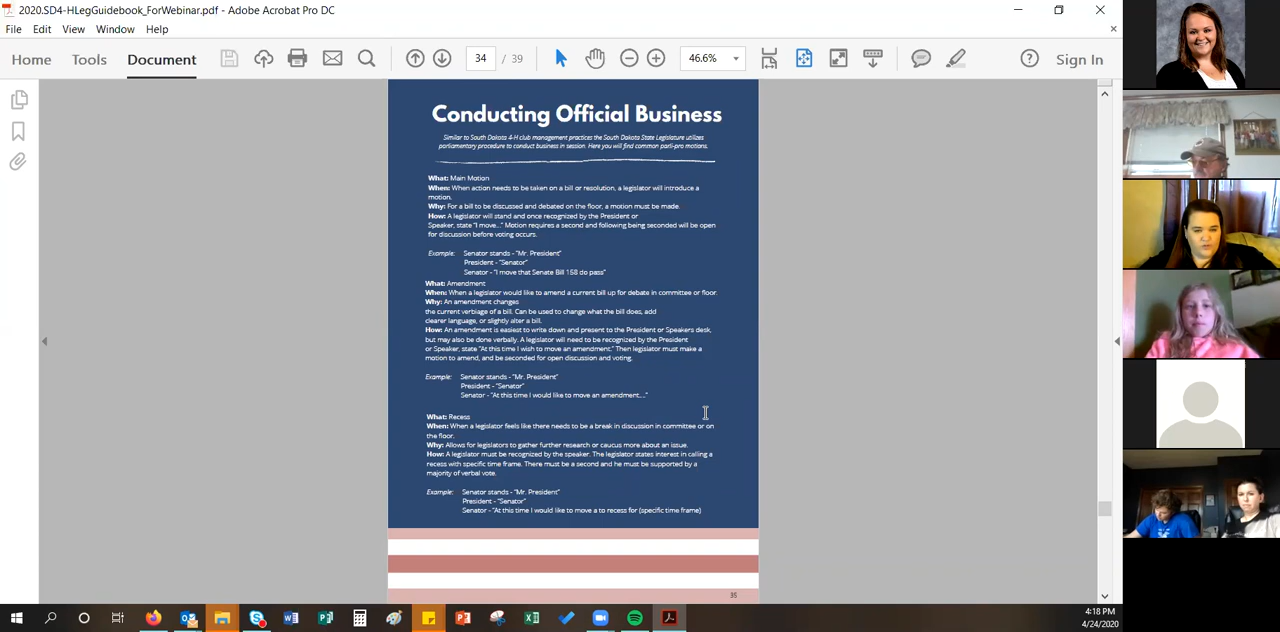 2020.SD4-HLegGuidebook_ForWebinar.pdf - Adobe Acrobat Pro DC
File Edit View Window Help
Home Tools Document 34 / 39 46.6% Sign In
Conducting Official Business
Similar to South Dakota 4-H club management practices the South Dakota State Legislature utilizes
parliamentary procedure to conduct business in session. Here you will find common parli-pro motions.
What: Main Motion
When: When action needs to be taken on a bill or resolution, a legislator will introduce a
motion.
Why: For a bill to be discussed and debated on the floor, a motion must be made.
How: A legislator will stand and once recognized by the President or
Speaker, state "I move..." Motion requires a second and following being seconded will be open
for discussion before voting occurs.
Example: Senator stands - "Mr. President"
President - "Senator"
Senator - "I move that Senate Bill 158 do pass"
What: Amendment
When: When a legislator would like to amend a current bill up for debate in committee or floor.
Why: An amendment changes
the current verbiage of a bill. Can be used to change what the bill does, add
clearer language, or slightly alter a bill.
How: An amendment is easiest to write down and present to the President or Speakers desk,
but may also be done verbally. A legislator will need to be recognized by the President
or Speaker, state "At this time I wish to move an amendment." Then legislator must make a
motion to amend, and be seconded for open discussion and voting.
Example: Senator stands - "Mr. President"
President - "Senator"
Senator - "At this time I would like to move an amendment...."
What: Recess
When: When a legislator feels like there needs to be a break in discussion in committee or on
the floor.
Why: Allows for legislators to gather further research or caucus more about an issue.
How: A legislator must be recognized by the speaker. The legislator states interest in calling a
recess with specific time frame. There must be a second and he must be supported by a
majority of verbal vote.
Example: Senator stands - "Mr. President"
President - "Senator"
Senator - "At this time I would like to move a to recess for (specific time frame)
35
4:18 PM
4/24/2020